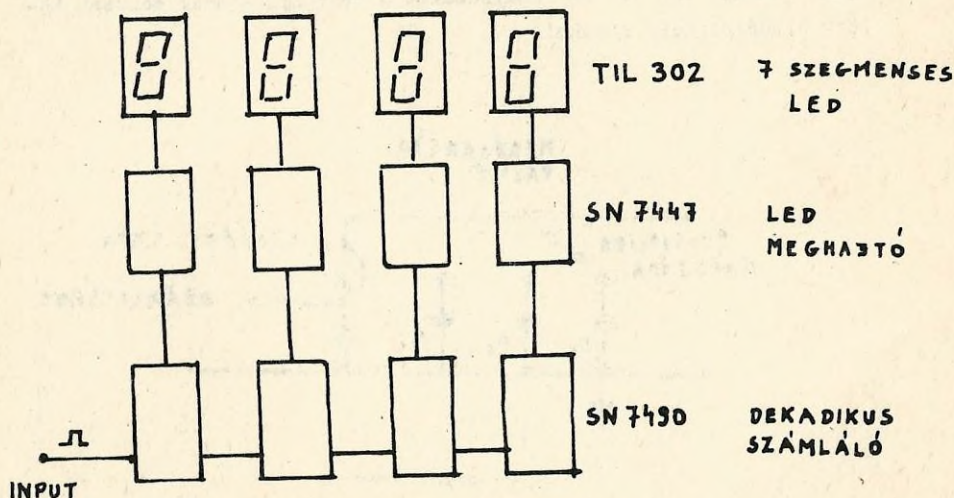 TIL 302 7 SZEGMENSES
LED
SN 7447 LED
MEGHAJTÓ
SN 7490 DEKADIKUS
SZÁMLÁLÓ
INPUT